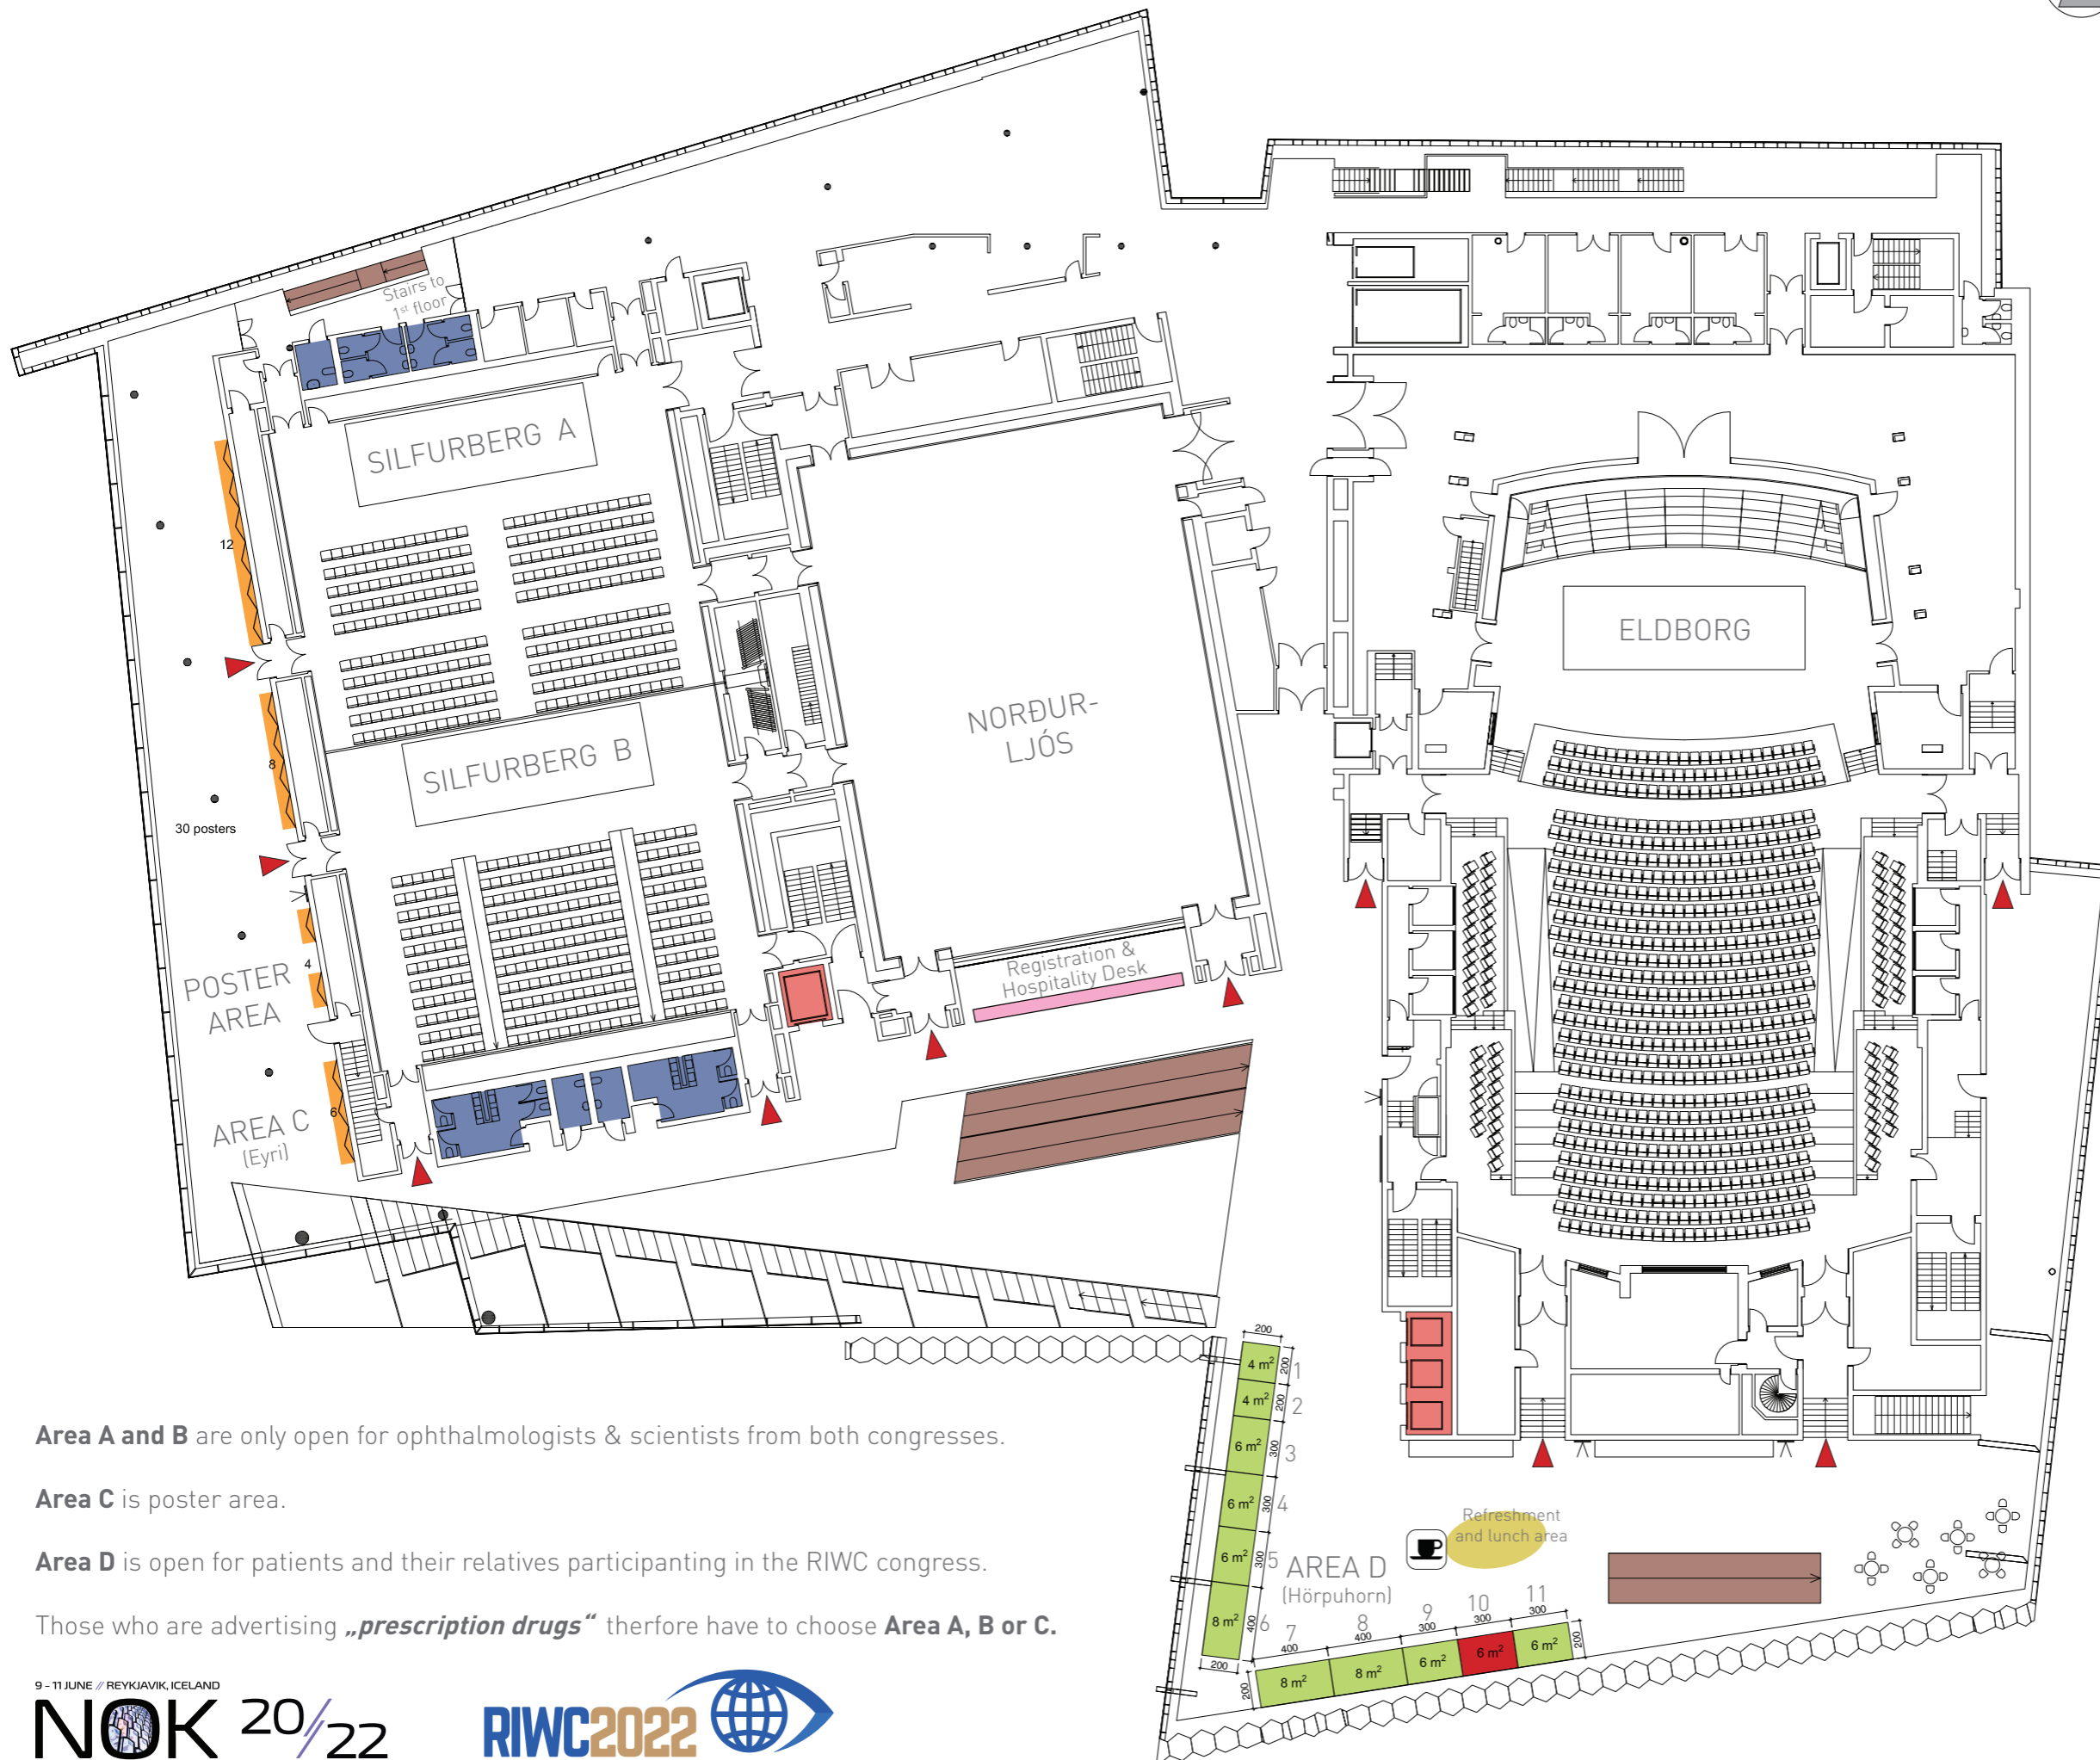 Stairs to
1st floor
SILFURBERG A
12
SILFURBERG B
8
30 posters
4
POSTER
AREA
6
AREA C
(Eyri)
NORÐUR-
LJÓS
Registration &
Hospitality Desk
ELDBORG
200
4 m² 200 1
4 m² 200 2
6 m² 300 3
6 m² 300 4
6 m² 300 5
8 m² 400 6
200
AREA D
(Hörpuhorn)
Refreshment
and lunch area
7 8 9 10 11
400 400 300 300 300
200 8 m² 8 m² 6 m² 6 m² 6 m² 200
Area A and B are only open for ophthalmologists & scientists from both congresses.
Area C is poster area.
Area D is open for patients and their relatives participanting in the RIWC congress.
Those who are advertising „prescription drugs“ therfore have to choose Area A, B or C.
9 - 11 JUNE // REYKJAVIK, ICELAND
NOK 20/22
RIWC2022